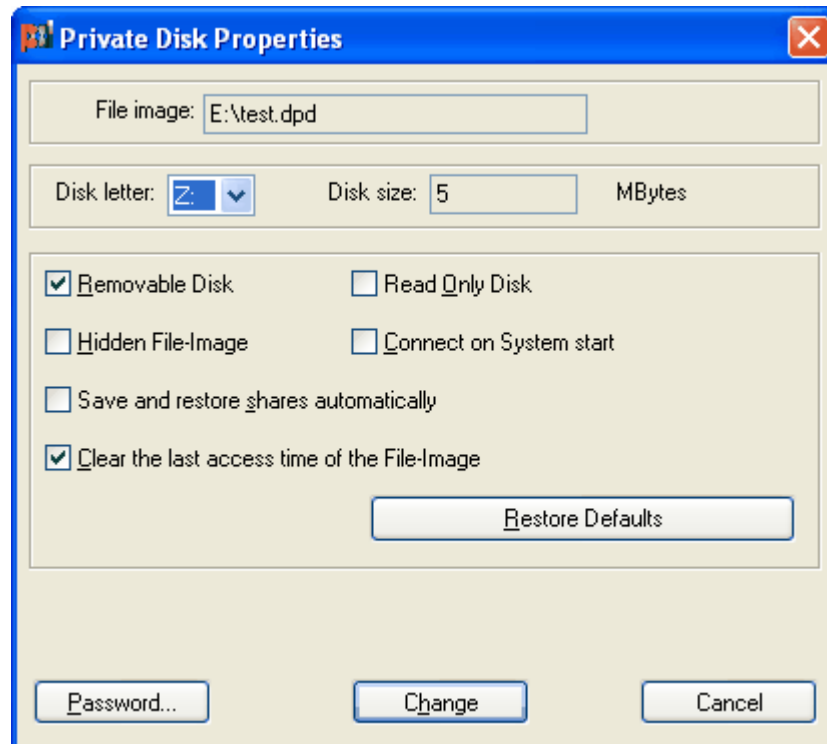 Private Disk Properties
File image: E:\test.dpd
Disk letter: Z: Disk size: 5 MBytes
Removable Disk Read Only Disk
Hidden File-Image Connect on System start
Save and restore shares automatically
Clear the last access time of the File-Image
Restore Defaults
Password... Change Cancel